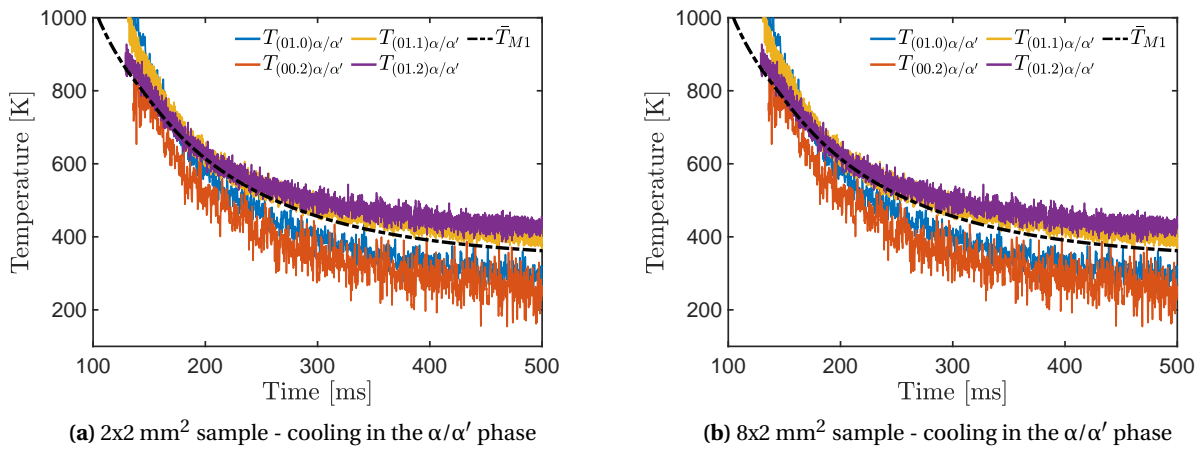 T(01.0)α/α′ T(01.1)α/α′ T̄M1
T(00.2)α/α′ T(01.2)α/α′
1000
800
600
400
200
Temperature [K]
100 200 300 400 500
Time [ms]
(a) 2x2 mm² sample - cooling in the α/α′ phase
T(01.0)α/α′ T(01.1)α/α′ T̄M1
T(00.2)α/α′ T(01.2)α/α′
1000
800
600
400
200
Temperature [K]
100 200 300 400 500
Time [ms]
(b) 8x2 mm² sample - cooling in the α/α′ phase